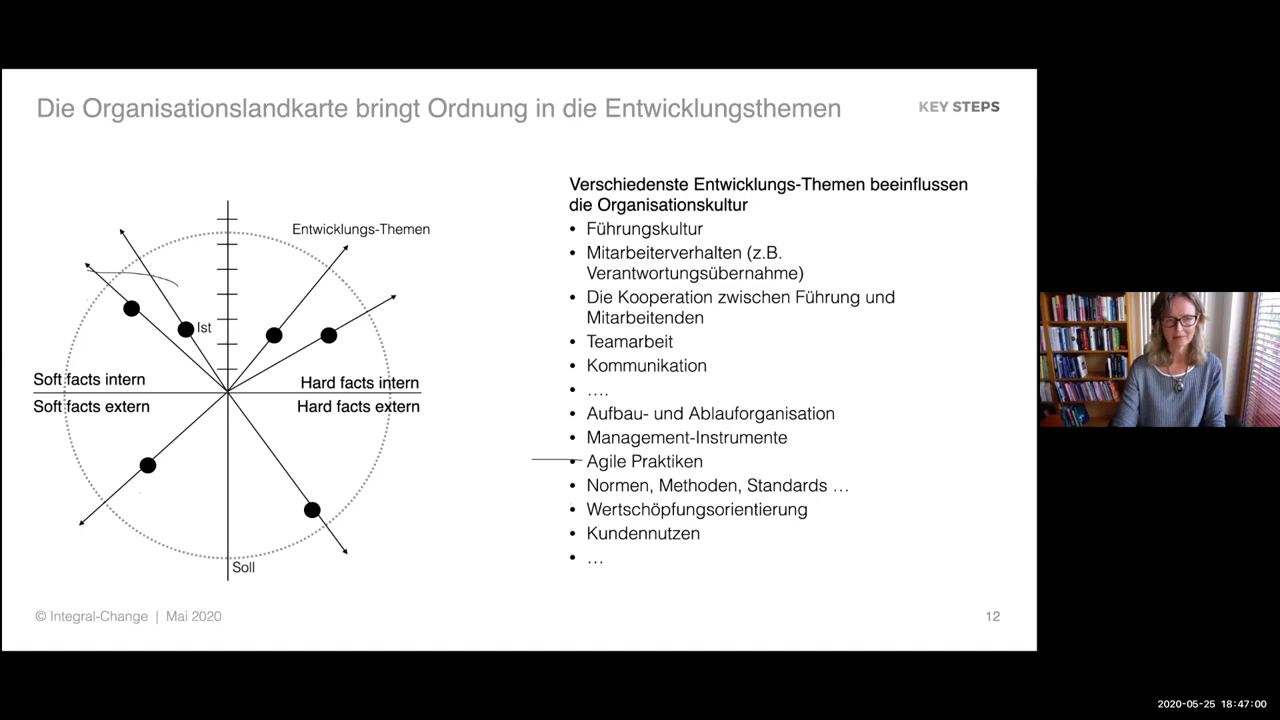 Die Organisationslandkarte bringt Ordnung in die Entwicklungsthemen
KEY STEPS
Entwicklungs-Themen
Ist
Soft facts intern
Hard facts intern
Soft facts extern
Hard facts extern
Soll
Verschiedenste Entwicklungs-Themen beeinflussen
die Organisationskultur
• Führungskultur
• Mitarbeiterverhalten (z.B.
Verantwortungsübernahme)
• Die Kooperation zwischen Führung und
Mitarbeitenden
• Teamarbeit
• Kommunikation
• ….
• Aufbau- und Ablauforganisation
• Management-Instrumente
• Agile Praktiken
• Normen, Methoden, Standards …
• Wertschöpfungsorientierung
• Kundennutzen
• …
© Integral-Change | Mai 2020
12
2020-05-25 18:47:00